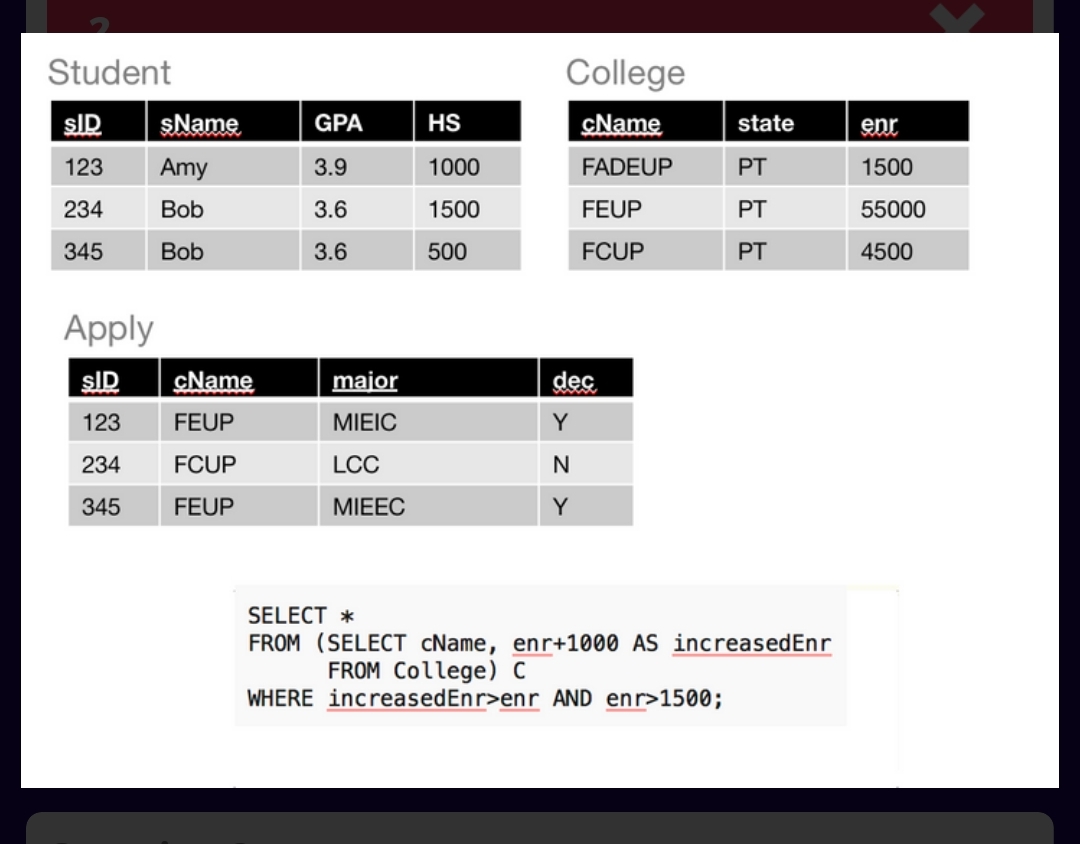 Student
sID sName GPA HS
123 Amy 3.9 1000
234 Bob 3.6 1500
345 Bob 3.6 500
College
cName state enr
FADEUP PT 1500
FEUP PT 55000
FCUP PT 4500
Apply
sID cName major dec
123 FEUP MIEIC Y
234 FCUP LCC N
345 FEUP MIEEC Y
SELECT *
FROM (SELECT cName, enr+1000 AS increasedEnr
FROM College) C
WHERE increasedEnr>enr AND enr>1500;